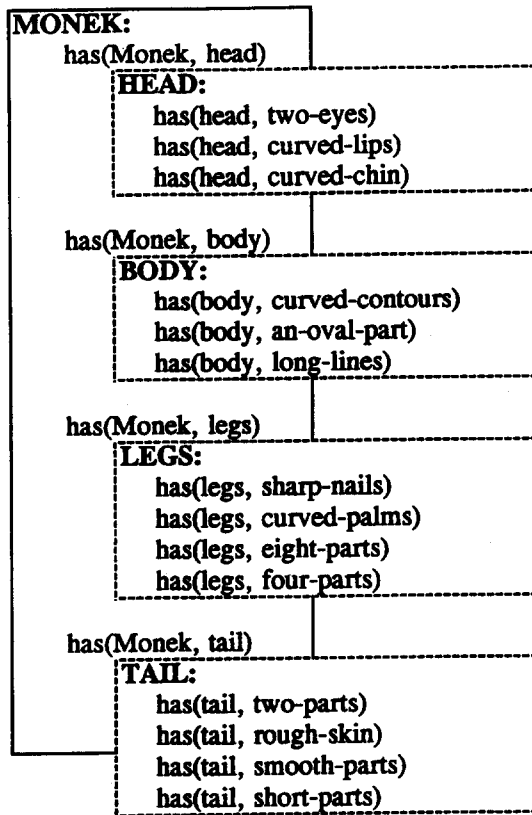 MONEK:
has(Monek, head)
HEAD:
has(head, two-eyes)
has(head, curved-lips)
has(head, curved-chin)
has(Monek, body)
BODY:
has(body, curved-contours)
has(body, an-oval-part)
has(body, long-lines)
has(Monek, legs)
LEGS:
has(legs, sharp-nails)
has(legs, curved-palms)
has(legs, eight-parts)
has(legs, four-parts)
has(Monek, tail)
TAIL:
has(tail, two-parts)
has(tail, rough-skin)
has(tail, smooth-parts)
has(tail, short-parts)